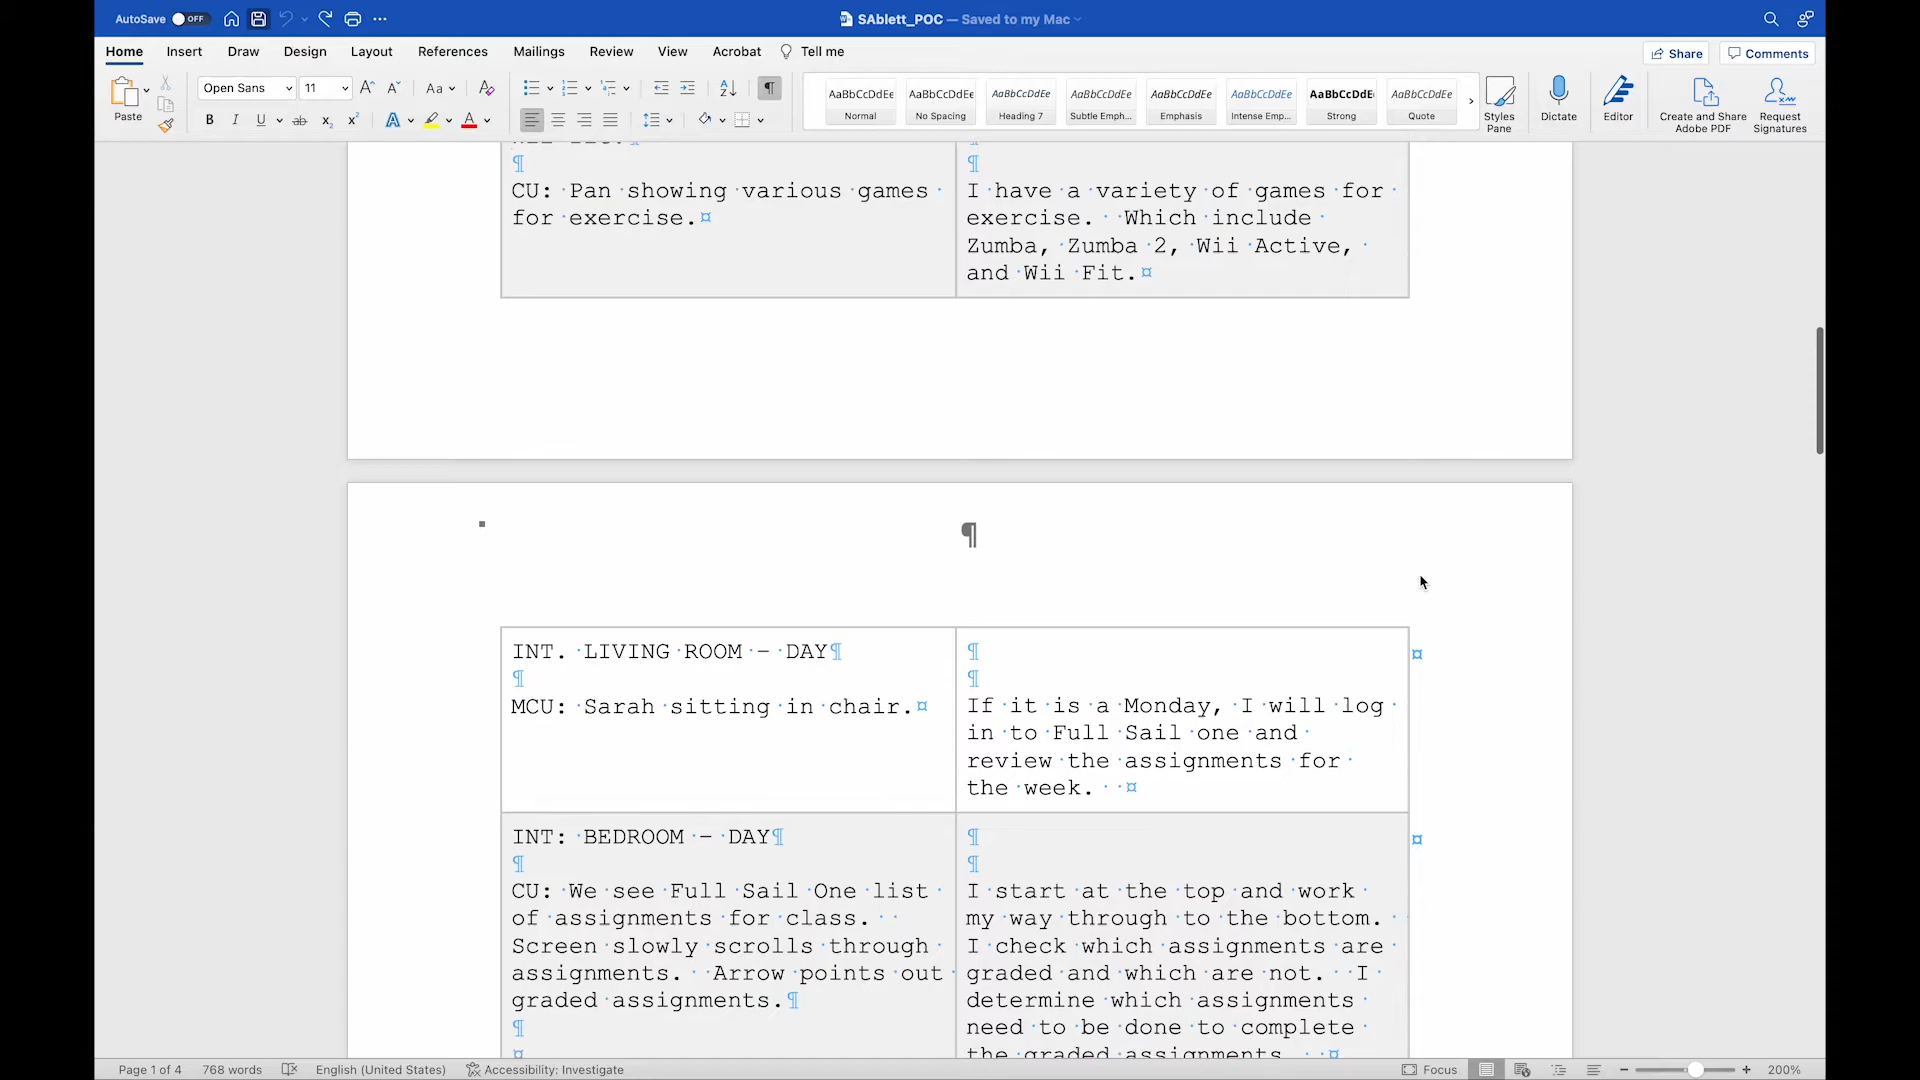 AutoSave OFF SAblett_POC — Saved to my Mac
Home Insert Draw Design Layout References Mailings Review View Acrobat Tell me Share Comments
Paste Open Sans 11 Aa
AaBbCcDdEe AaBbCcDdEe AaBbCcDdEe AaBbCcDdEe AaBbCcDdEe AaBbCcDdEe AaBbCcDdE AaBbCcDdEe
Normal No Spacing Heading 7 Subtle Emph... Emphasis Intense Emp... Strong Quote
Styles Pane Dictate Editor Create and Share Adobe PDF Request Signatures
CU: Pan showing various games
for exercise.
I have a variety of games for
exercise. Which include
Zumba, Zumba 2, Wii Active,
and Wii Fit.
INT. LIVING ROOM – DAY
MCU: Sarah sitting in chair.
If it is a Monday, I will log
in to Full Sail one and
review the assignments for
the week.
INT: BEDROOM – DAY
CU: We see Full Sail One list
of assignments for class.
Screen slowly scrolls through
assignments. Arrow points out
graded assignments.
I start at the top and work
my way through to the bottom.
I check which assignments are
graded and which are not. I
determine which assignments
need to be done to complete
the graded assignments.
Page 1 of 4 768 words English (United States) Accessibility: Investigate Focus 200%